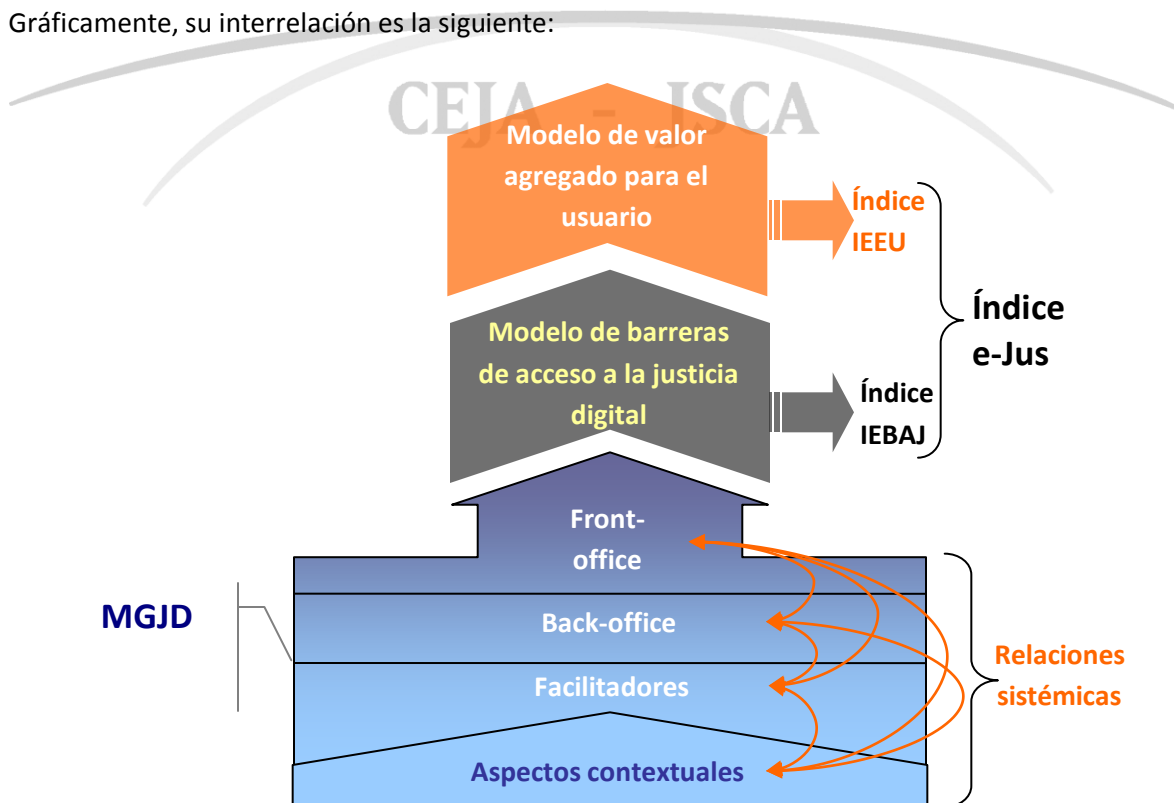 Gráficamente, su interrelación es la siguiente:
CEJA - JSCA
Modelo de valor
agregado para el
usuario
Índice
IEEU
Índice
e-Jus
Modelo de barreras
de acceso a la justicia
digital
Índice
IEBAJ
Front-
office
MGJD
Back-office
Facilitadores
Relaciones
sistémicas
Aspectos contextuales